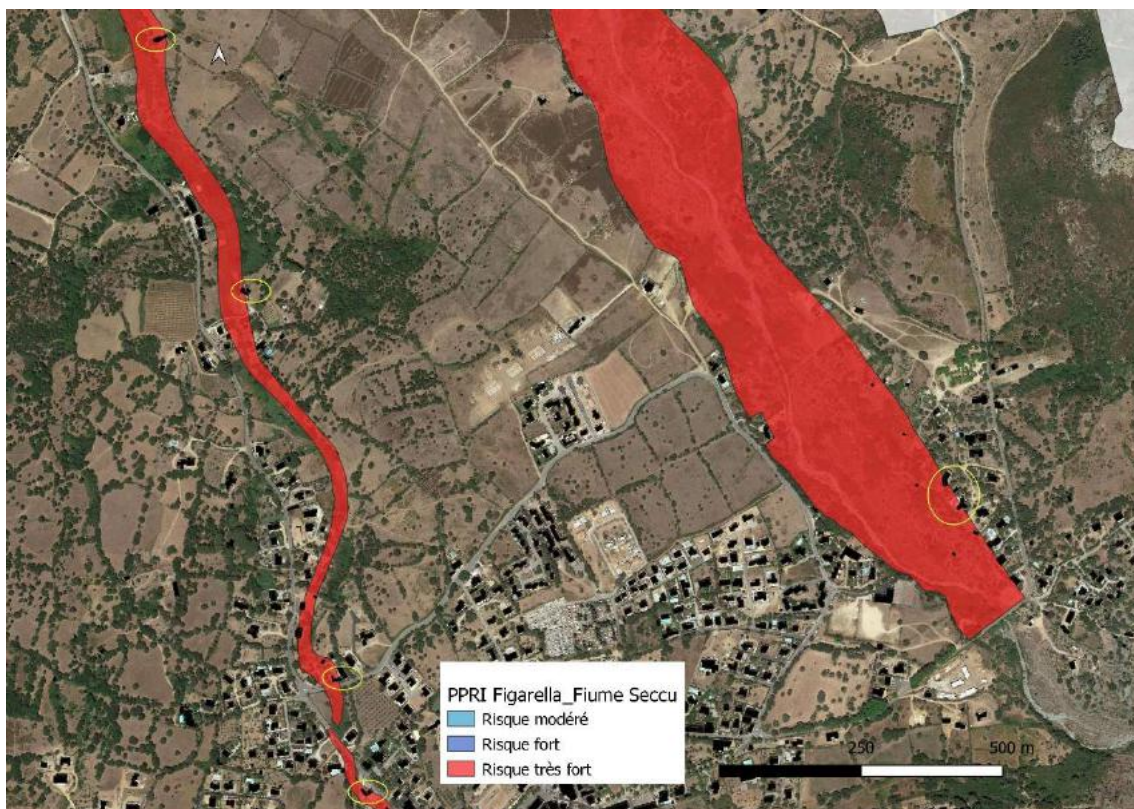 PPRI Figarella_Fiume Seccu
Risque modéré
Risque fort
Risque très fort
250
500 m